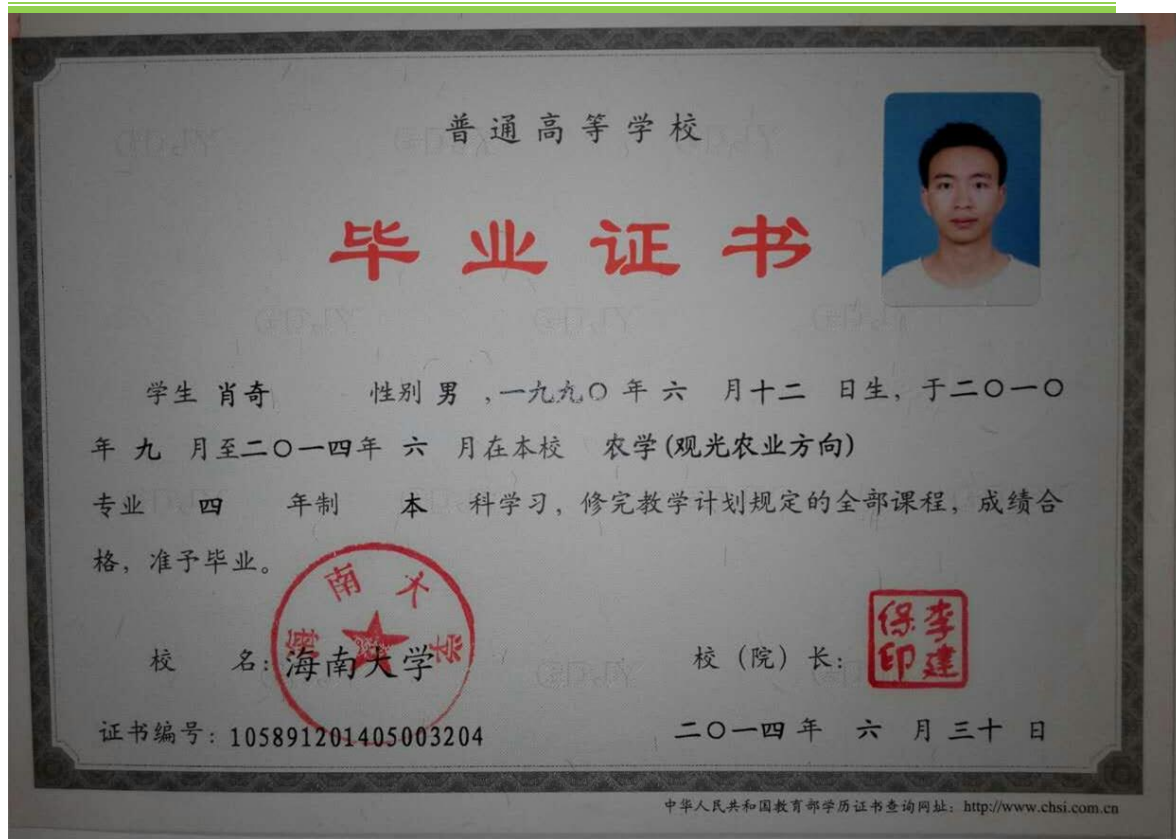 普通高等学校
毕业证书
学生 肖奇 性别 男 ,一九九〇 年 六 月十二 日生, 于二〇一〇
年 九 月至二〇一四年 六 月在本校 农学(观光农业方向)
专业 四 年制 本 科学习, 修完教学计划规定的全部课程, 成绩合
格, 准予毕业。
海南大学
校 名: 海南大学
校(院)长: 李建保印
证书编号: 105891201405003204
二〇一四年 六 月 三十 日
中华人民共和国教育部学历证书查询网址: http://www.chsi.com.cn